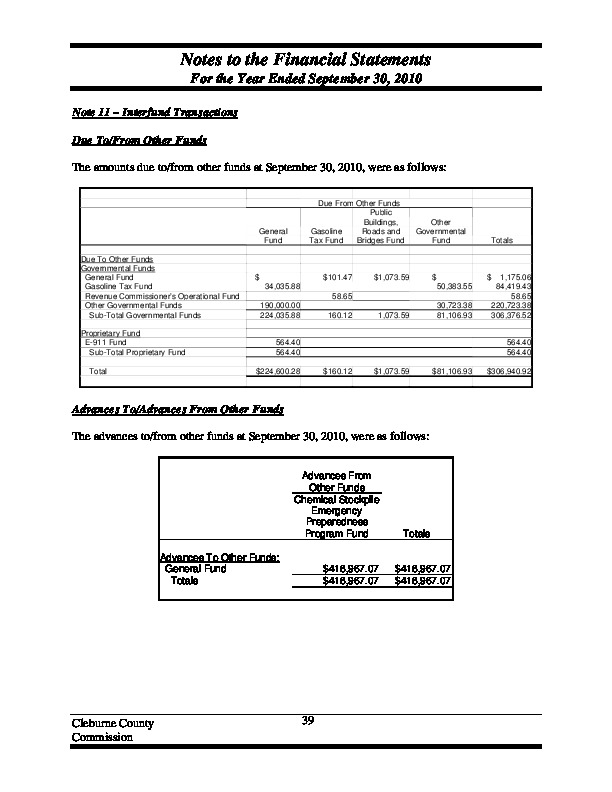 Notes to the Financial Statements
For the Year Ended September 30, 2010
Note 11 – Interfund Transactions
Due To/From Other Funds
The amounts due to/from other funds at September 30, 2010, were as follows:
Due From Other Funds
Public
Buildings, Other
General Gasoline Roads and Governmental
Fund Tax Fund Bridges Fund Fund Totals
Due To Other Funds
Governmental Funds
General Fund $ $101.47 $1,073.59 $ $ 1,175.06
Gasoline Tax Fund 34,035.88 50,383.55 84,419.43
Revenue Commissioner's Operational Fund 58.65 58.65
Other Governmental Funds 190,000.00 30,723.38 220,723.38
Sub-Total Governmental Funds 224,035.88 160.12 1,073.59 81,106.93 306,376.52
Proprietary Fund
E-911 Fund 564.40 564.40
Sub-Total Proprietary Fund 564.40 564.40
Total $224,600.28 $160.12 $1,073.59 $81,106.93 $306,940.92
Advances To/Advances From Other Funds
The advances to/from other funds at September 30, 2010, were as follows:
Advances From
Other Funds
Chemical Stockpile
Emergency
Preparedness
Program Fund Totals
Advances To Other Funds:
General Fund $416,967.07 $416,967.07
Totals $416,967.07 $416,967.07
Cleburne County 39
Commission